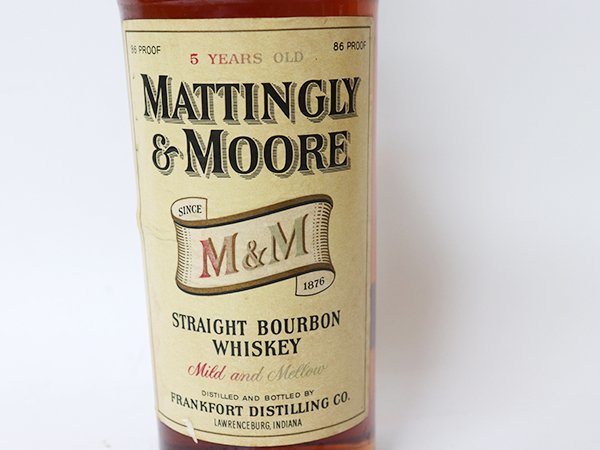 86 PROOF 86 PROOF
5 YEARS OLD
MATTINGLY
& MOORE
SINCE
M&M
1876
STRAIGHT BOURBON
WHISKEY
Mild and Mellow
DISTILLED AND BOTTLED BY
FRANKFORT DISTILLING CO.
LAWRENCEBURG, INDIANA